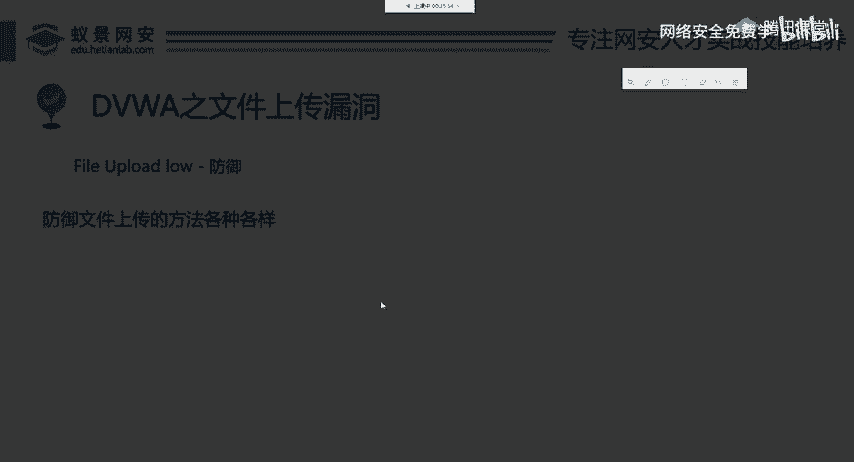 蚁景网安
edu.hetianlab.com
专注网安人才实战技能培养
网络安全免费学
腾讯课堂
bilibili
DVWA之文件上传漏洞
File Upload low - 防御
防御文件上传的方法各种各样